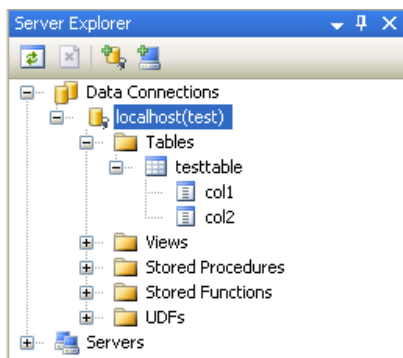 Server Explorer
Data Connections
localhost(test)
Tables
testtable
col1
col2
Views
Stored Procedures
Stored Functions
UDFs
Servers